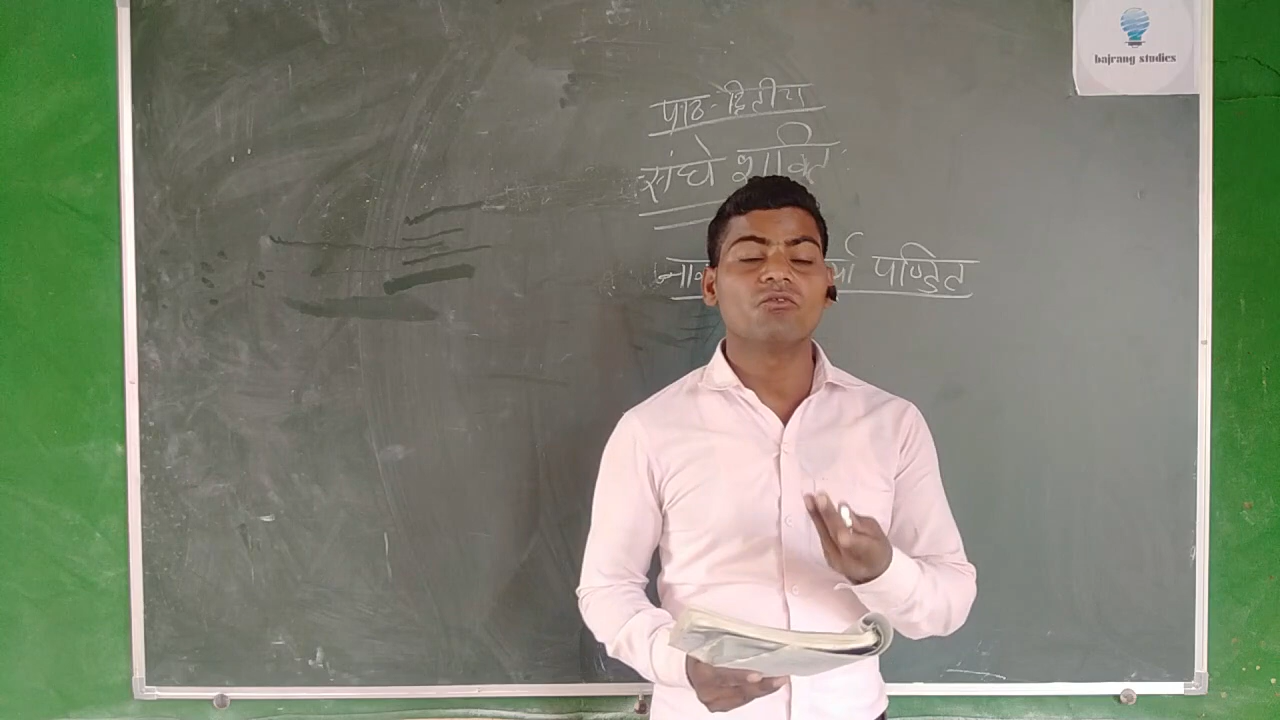 bajrang studies
पाठ-द्वितीय
संघे शक्ति:
पण्डित